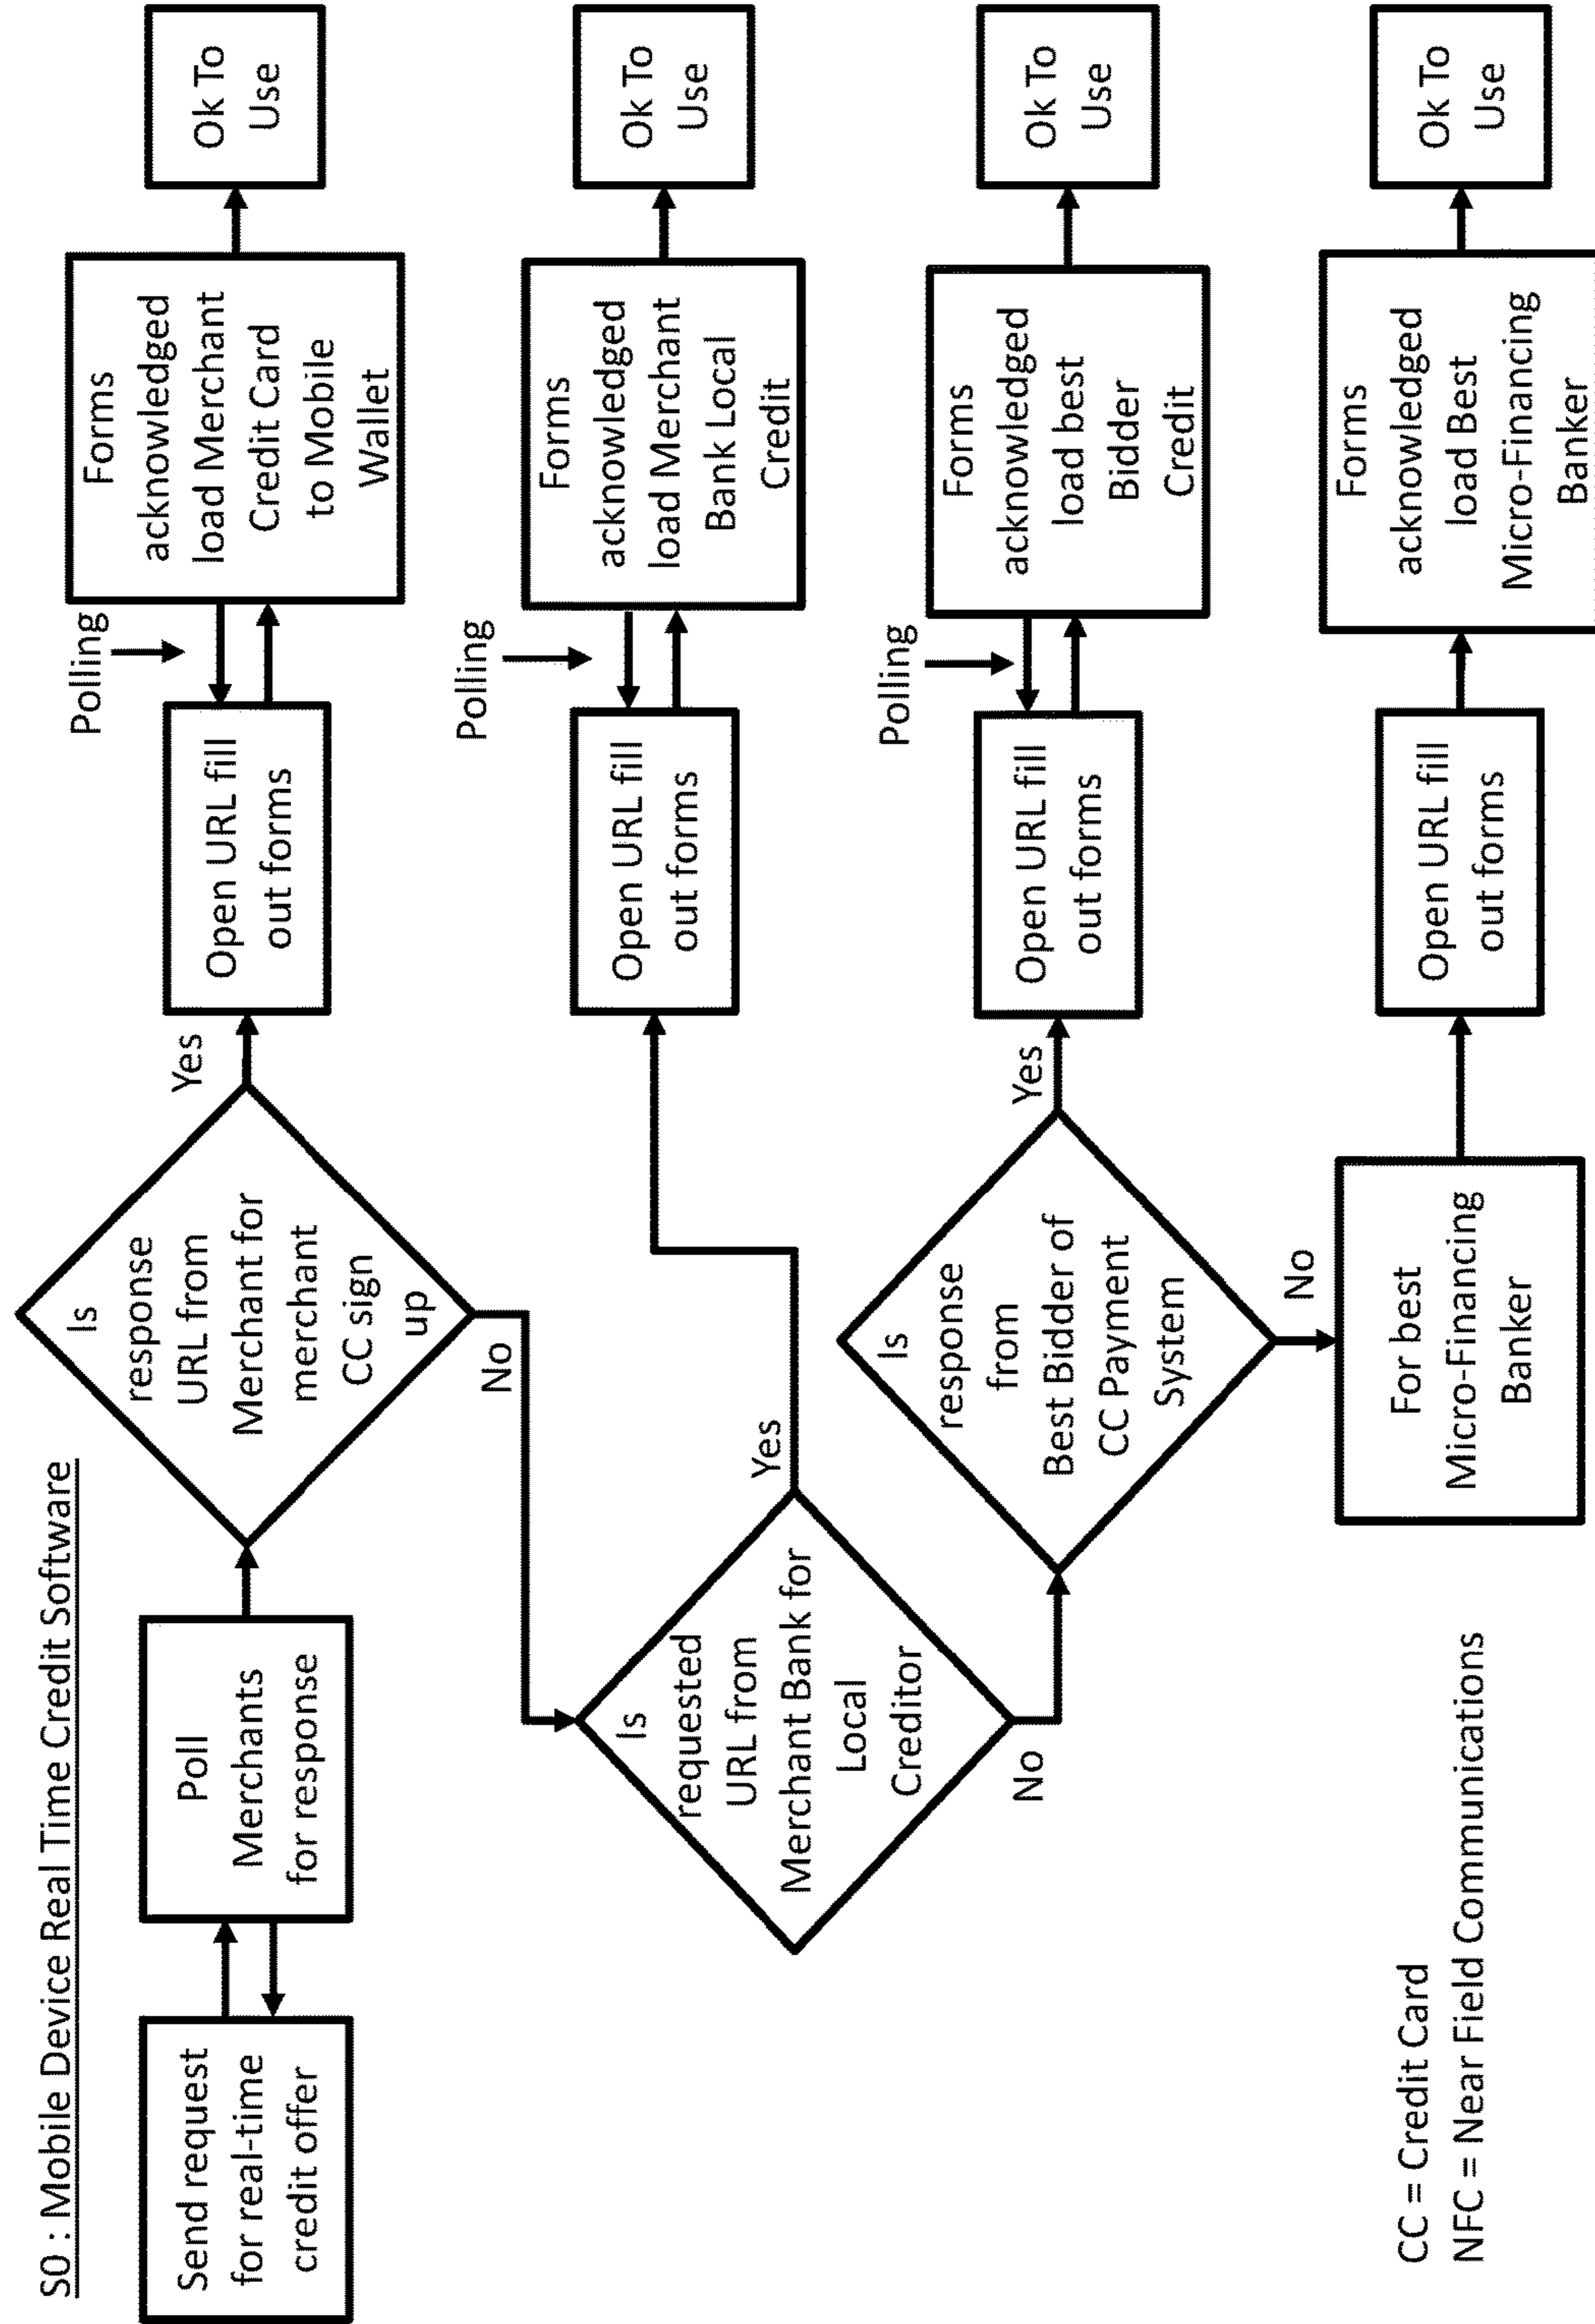 S0 : Mobile Device Real Time Credit Software
Send request
for real-time
credit offer
Poll
Merchants
for response
Is
response
URL from
Merchant for
merchant
CC sign
up
Yes
No
Open URL fill
out forms
Polling
Forms
acknowledged
load Merchant
Credit Card
to Mobile
Wallet
Ok To
Use
Is
requested
URL from
Merchant Bank for
Local
Creditor
Yes
No
Open URL fill
out forms
Polling
Forms
acknowledged
load Merchant
Bank Local
Credit
Ok To
Use
Is
response
from
Best Bidder of
CC Payment
System
Yes
No
Open URL fill
out forms
Polling
Forms
acknowledged
load best
Bidder
Credit
Ok To
Use
For best
Micro-Financing
Banker
Open URL fill
out forms
Forms
acknowledged
load Best
Micro-Financing
Banker
Ok To
Use
CC = Credit Card
NFC = Near Field Communications